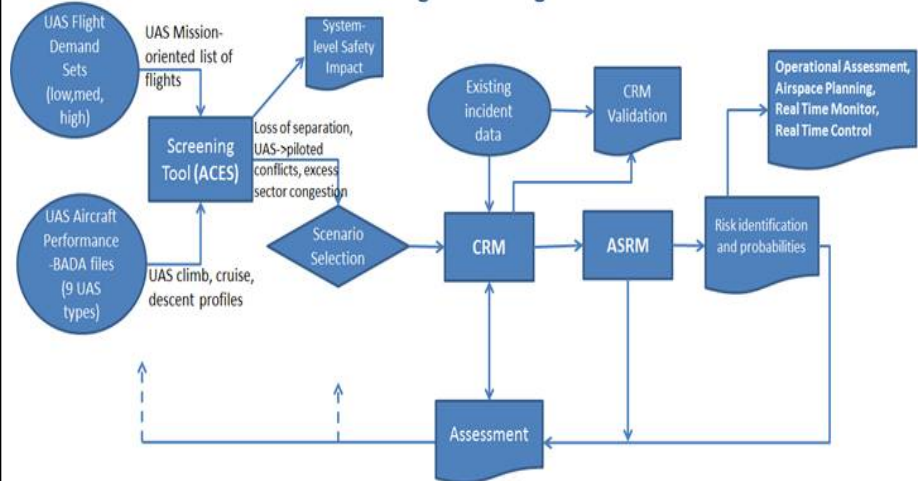 UAS Flight
Demand
Sets
(low,med,
high)
UAS Mission-
oriented list of
flights
System-
level Safety
Impact
Screening
Tool (ACES)
Loss of separation,
UAS->piloted
conflicts, excess
sector congestion
UAS Aircraft
Performance
-BADA files
(9 UAS
types)
UAS climb, cruise,
descent profiles
Scenario
Selection
Existing
incident
data
CRM
Validation
CRM
ASRM
Operational Assessment,
Airspace Planning,
Real Time Monitor,
Real Time Control
Risk identification
and probabilities
Assessment